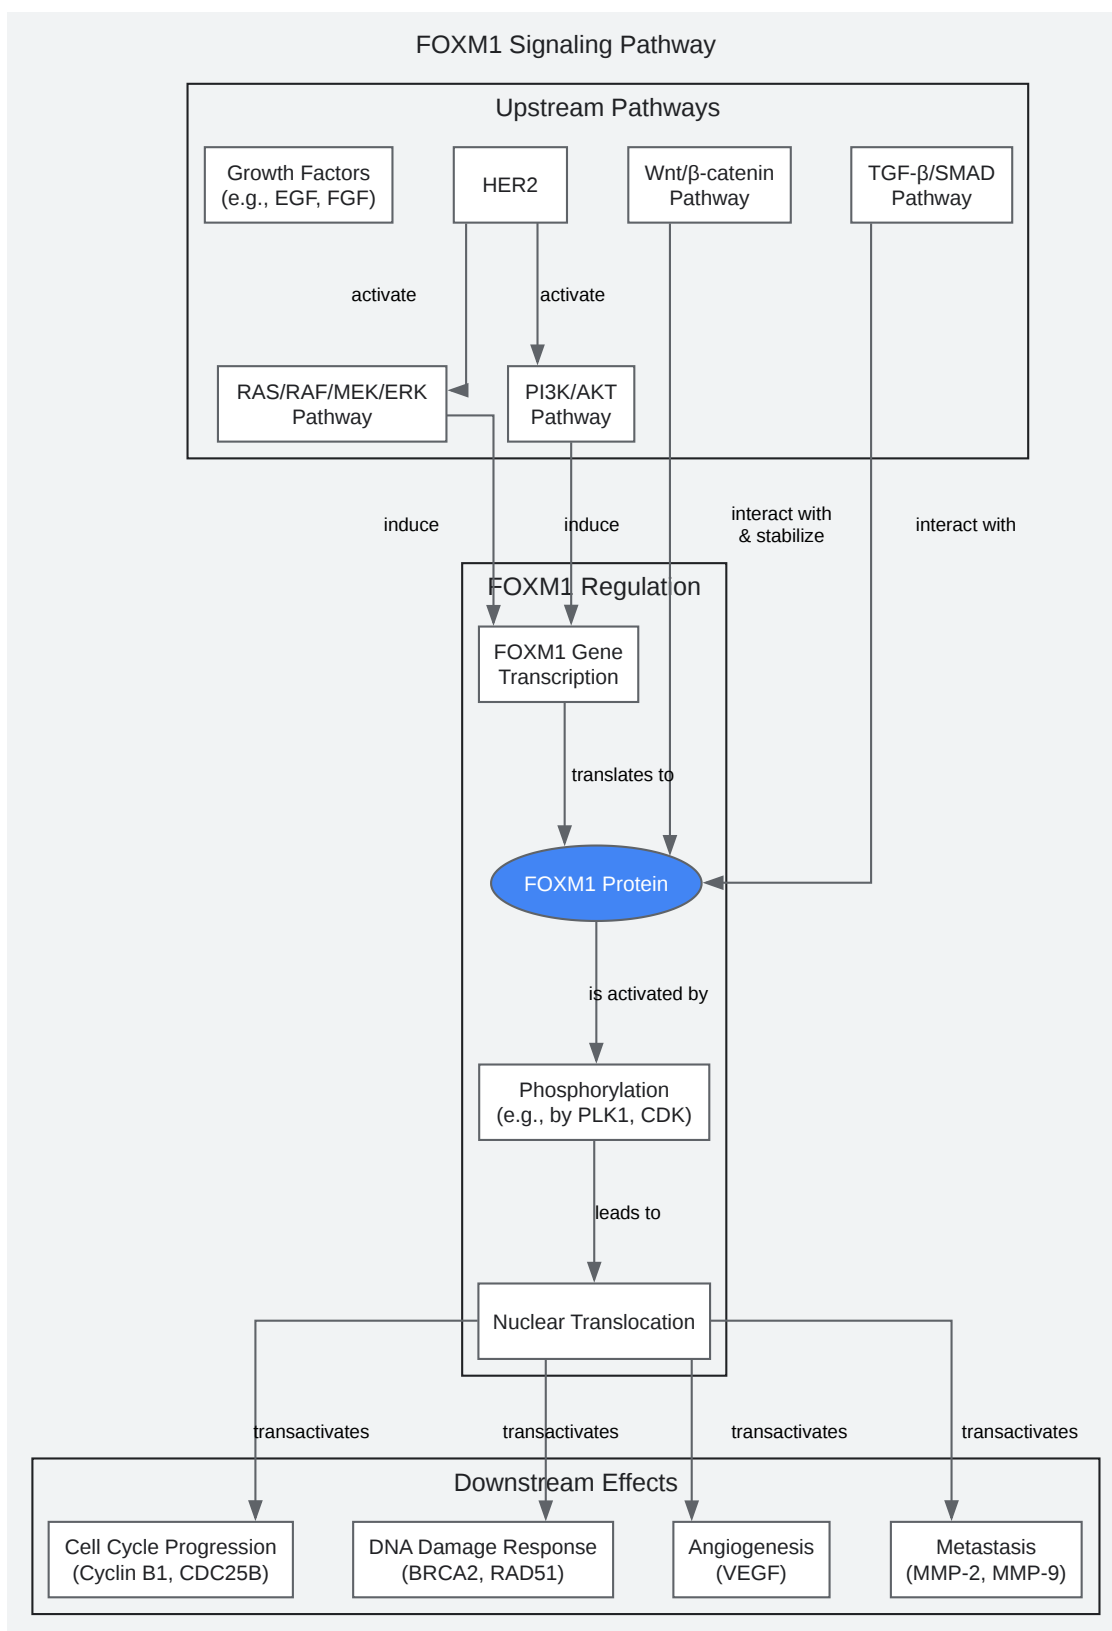 FOXM1 Signaling Pathway
Upstream Pathways
Growth Factors
(e.g., EGF, FGF)
HER2
Wnt/β-catenin
Pathway
TGF-β/SMAD
Pathway
activate
activate
RAS/RAF/MEK/ERK
Pathway
PI3K/AKT
Pathway
induce
induce
interact with
& stabilize
interact with
FOXM1 Regulation
FOXM1 Gene
Transcription
translates to
FOXM1 Protein
is activated by
Phosphorylation
(e.g., by PLK1, CDK)
leads to
Nuclear Translocation
transactivates
transactivates
transactivates
transactivates
Downstream Effects
Cell Cycle Progression
(Cyclin B1, CDC25B)
DNA Damage Response
(BRCA2, RAD51)
Angiogenesis
(VEGF)
Metastasis
(MMP-2, MMP-9)